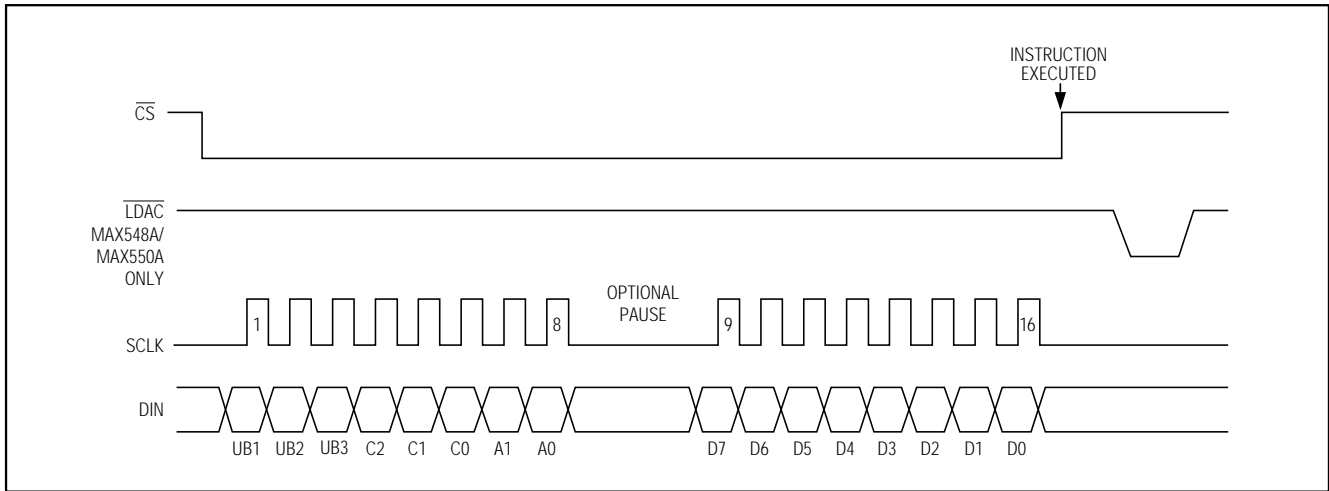 INSTRUCTION
EXECUTED
CS
LDAC
MAX548A/
MAX550A
ONLY
OPTIONAL
PAUSE
1
8
9
16
SCLK
DIN
UB1 UB2 UB3 C2 C1 C0 A1 A0 D7 D6 D5 D4 D3 D2 D1 D0